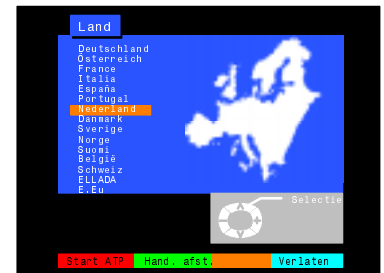 Land
Deutschland
Österreich
France
Italia
España
Portugal
Nederland
Danmark
Sverige
Norge
Suomi
België
Schweiz
ELLADA
E.Eu
Selectie
Start ATP Hand. afst. Verlaten